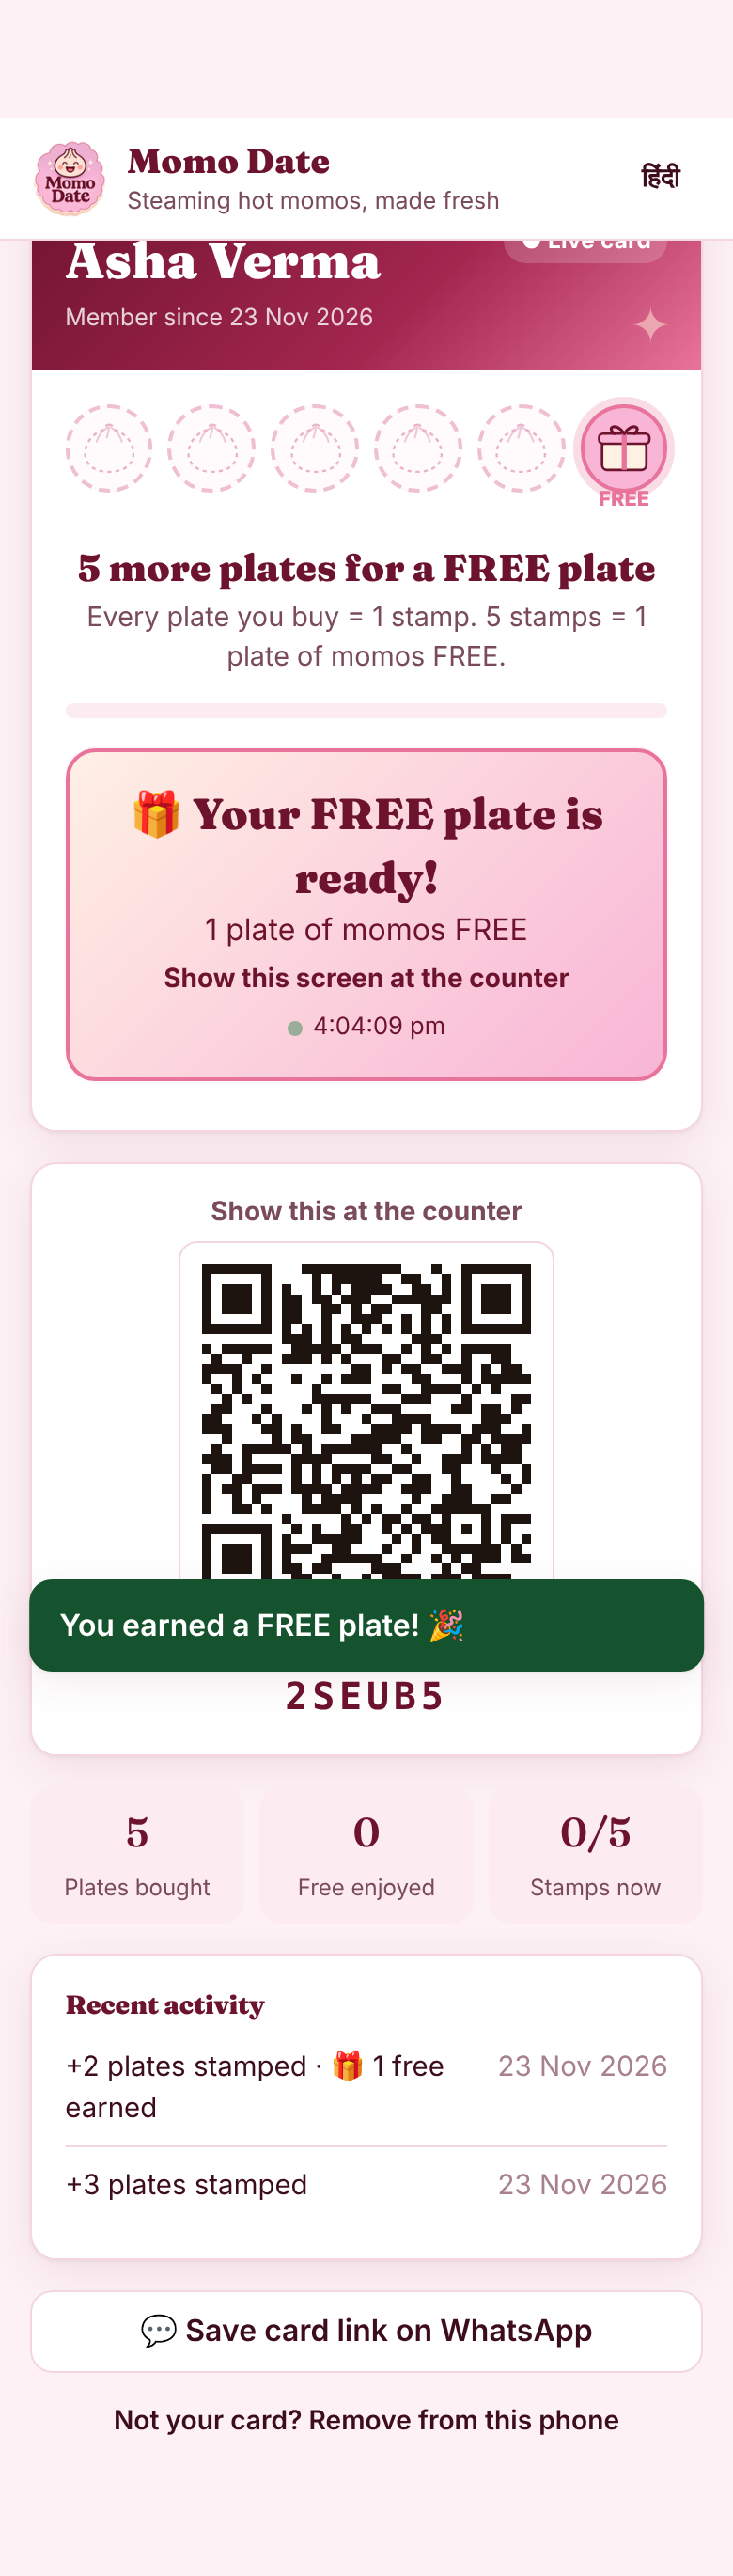 Momo Date
Momo Date
Steaming hot momos, made fresh
हिंदी
Asha Verma
Live card
Member since 23 Nov 2026
FREE
5 more plates for a FREE plate
Every plate you buy = 1 stamp. 5 stamps = 1
plate of momos FREE.
🎁 Your FREE plate is
ready!
1 plate of momos FREE
Show this screen at the counter
4:04:09 pm
Show this at the counter
You earned a FREE plate! 🎉
2SEUB5
5
Plates bought
0
Free enjoyed
0/5
Stamps now
Recent activity
+2 plates stamped · 🎁 1 free
earned
23 Nov 2026
+3 plates stamped
23 Nov 2026
💬 Save card link on WhatsApp
Not your card? Remove from this phone